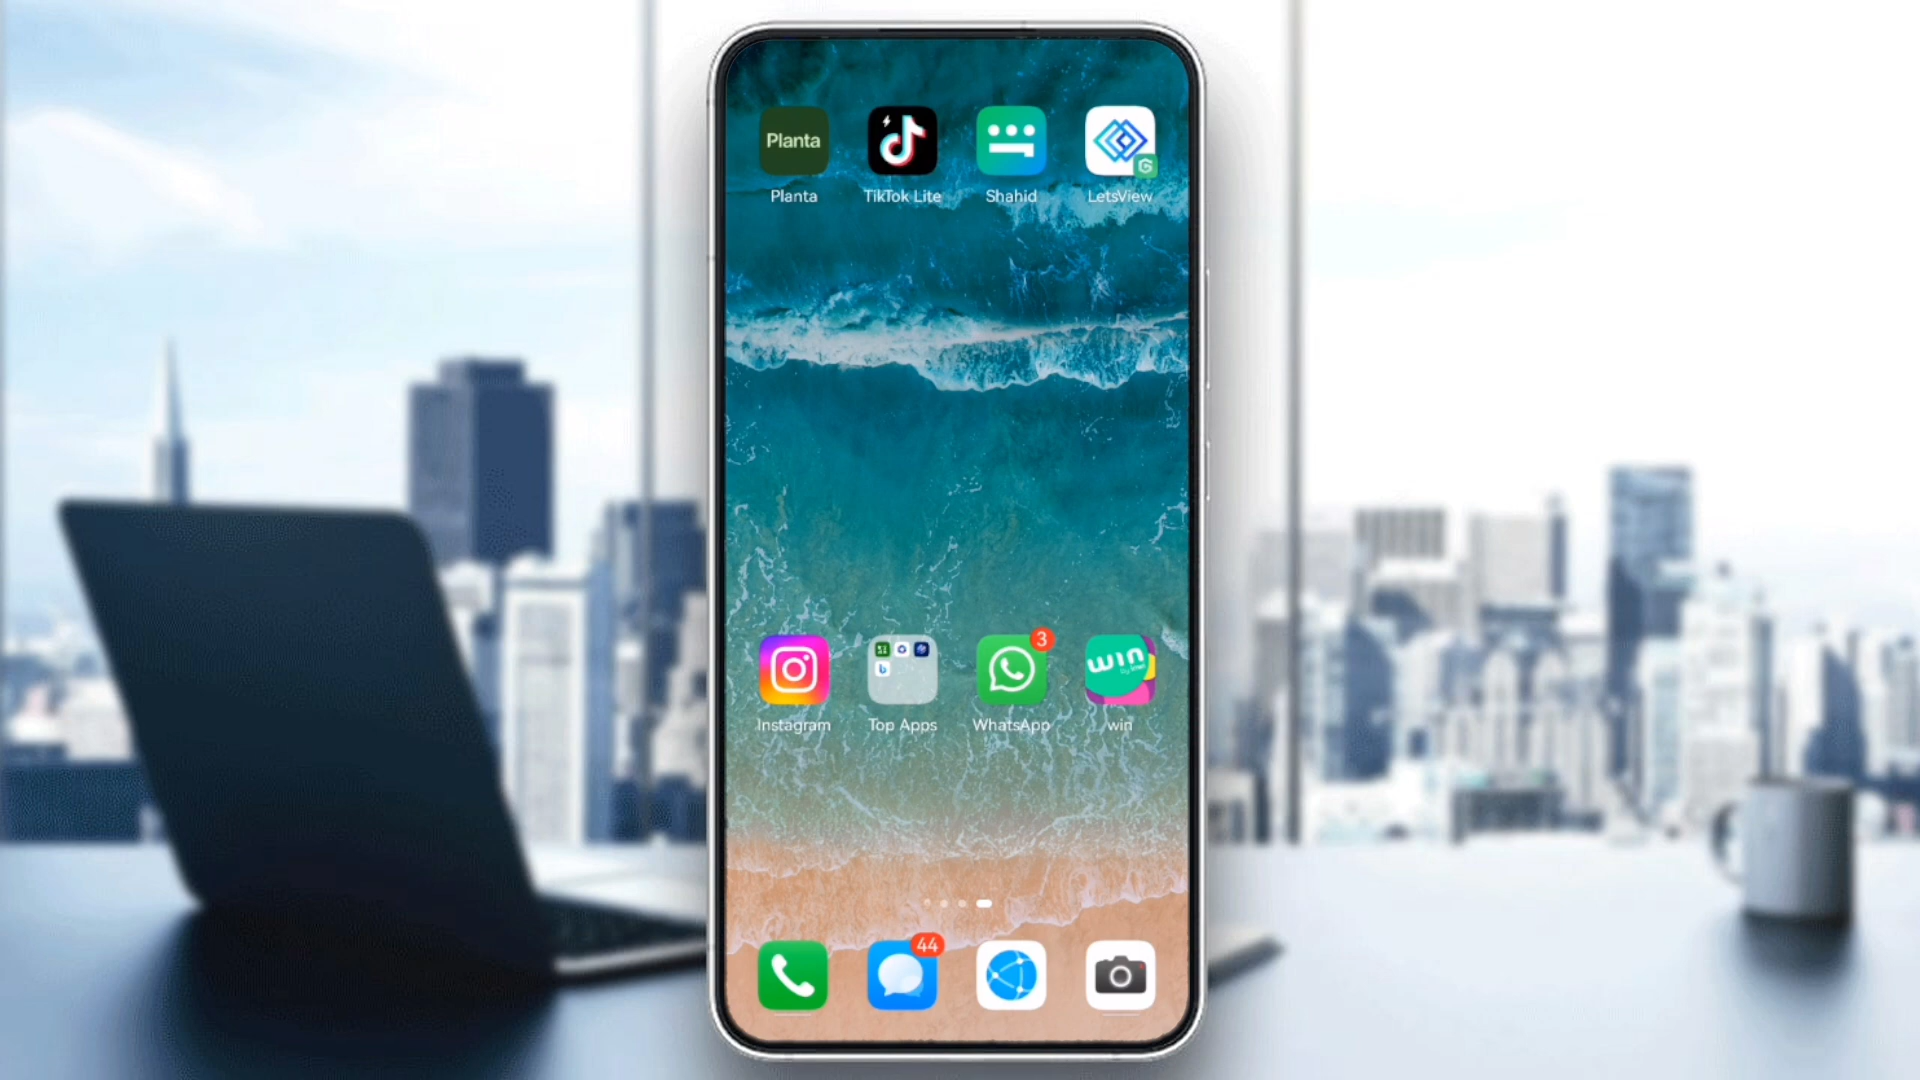 Planta
Planta TikTok Lite Shahid LetsView
3
win
Instagram Top Apps WhatsApp win
44